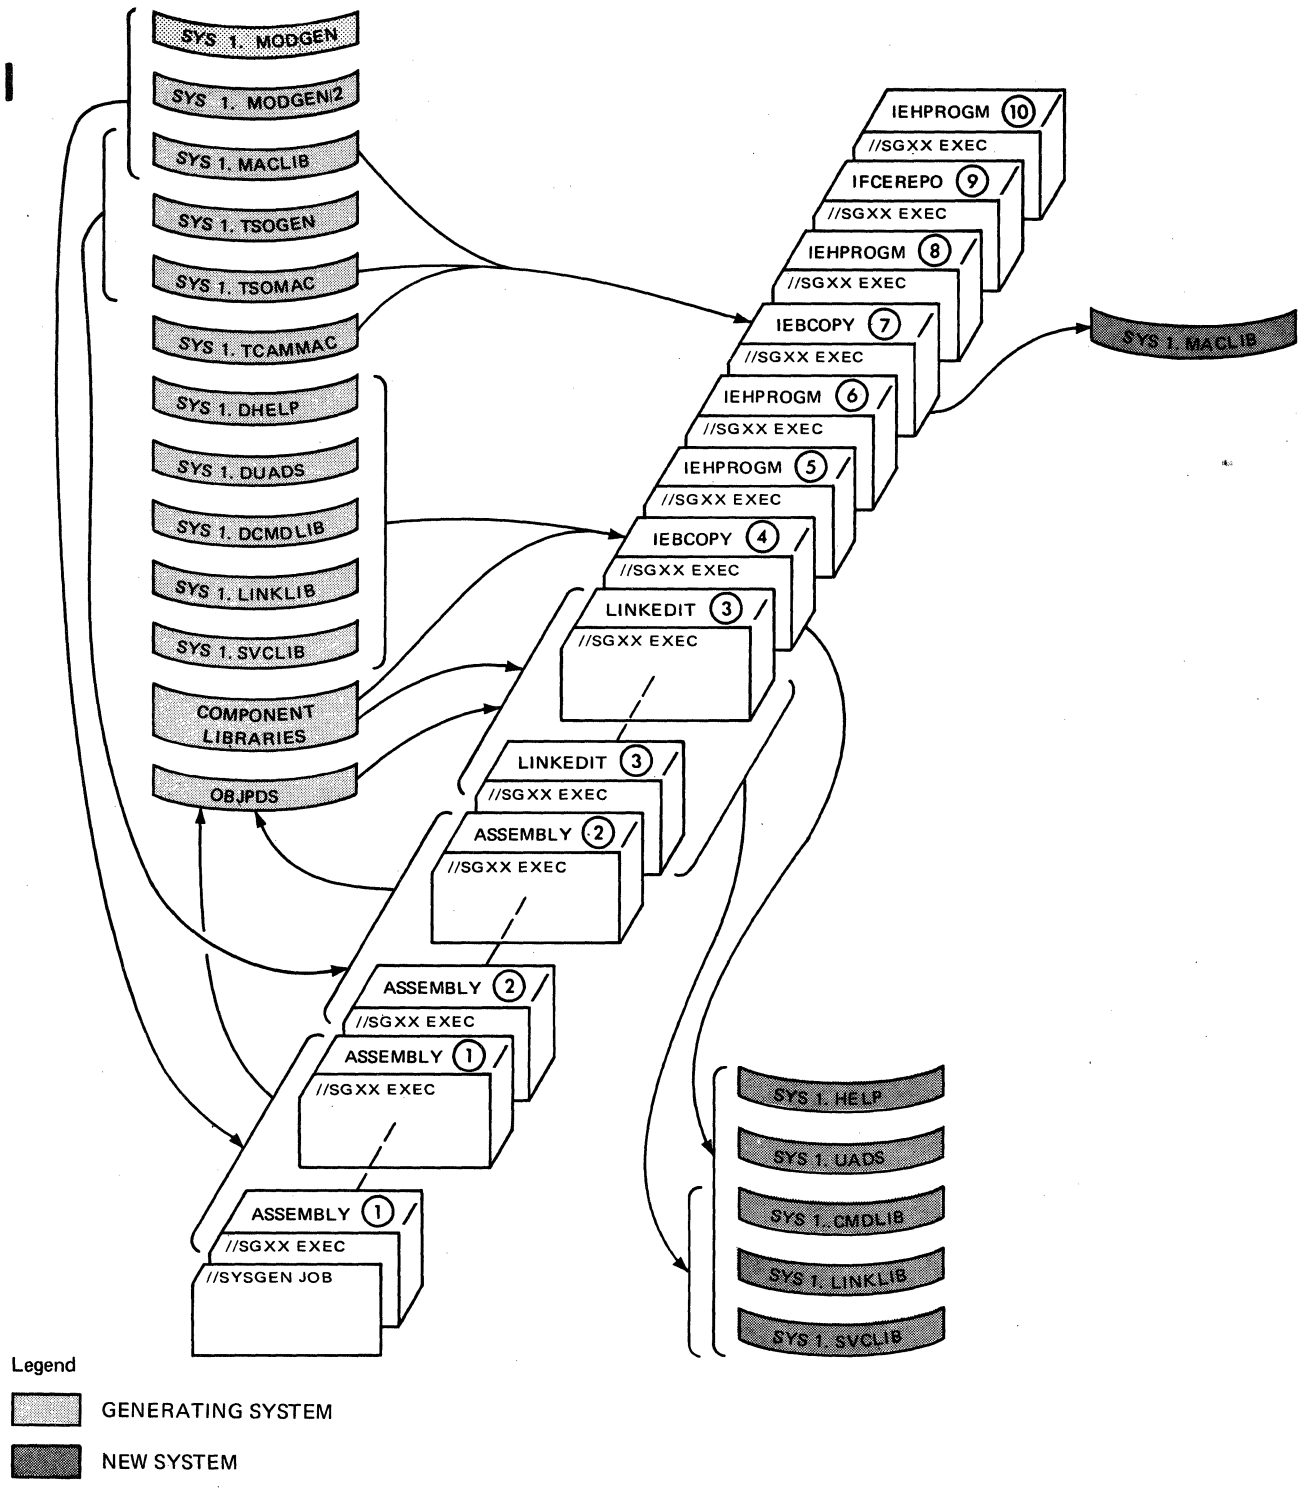 SYS 1. MODGEN
SYS 1. MODGEN2
SYS 1. MACLIB
SYS 1. TSOGEN
SYS 1. TSOMAC
SYS 1. TCAMMAC
SYS 1. DHELP
SYS 1. DUADS
SYS 1. DCMDLIB
SYS 1. LINKLIB
SYS 1. SVCLIB
COMPONENT
LIBRARIES
OBJPDS
IEHPROGM 10
//SGXX EXEC
IFCEREPO 9
//SGXX EXEC
IEHPROGM 8
//SGXX EXEC
IEBCOPY 7
//SGXX EXEC
IEHPROGM 6
//SGXX EXEC
IEHPROGM 5
//SGXX EXEC
IEBCOPY 4
//SGXX EXEC
LINKEDIT 3
//SGXX EXEC
LINKEDIT 3
//SGXX EXEC
ASSEMBLY 2
//SGXX EXEC
ASSEMBLY 2
//SGXX EXEC
ASSEMBLY 1
//SGXX EXEC
ASSEMBLY 1
//SGXX EXEC
//SYSGEN JOB
SYS 1. MACLIB
SYS 1. HELP
SYS 1. UADS
SYS 1. CMDLIB
SYS 1. LINKLIB
SYS 1. SVCLIB
Legend
GENERATING SYSTEM
NEW SYSTEM